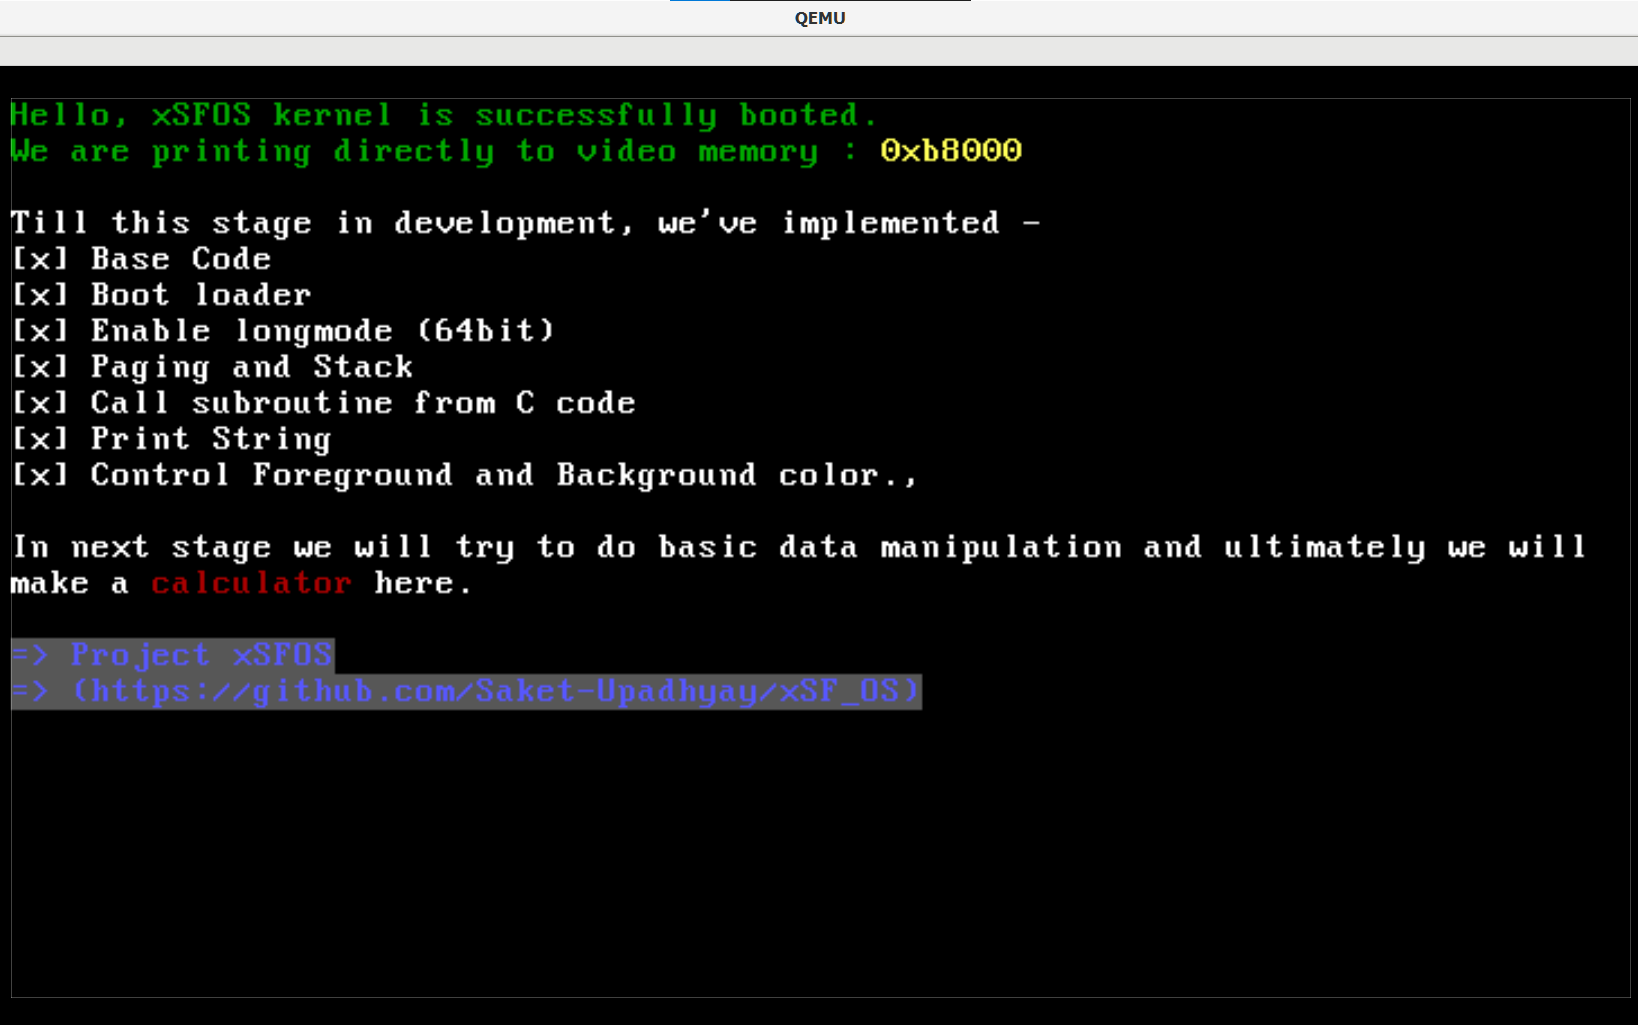 QEMU
Hello, xSFOS kernel is successfully booted.
We are printing directly to video memory : 0xb8000
Till this stage in development, we've implemented -
[x] Base Code
[x] Boot loader
[x] Enable longmode (64bit)
[x] Paging and Stack
[x] Call subroutine from C code
[x] Print String
[x] Control Foreground and Background color.,
In next stage we will try to do basic data manipulation and ultimately we will
make a calculator here.
=> Project xSFOS
=> (https://github.com/Saket-Upadhyay/xSF_OS)